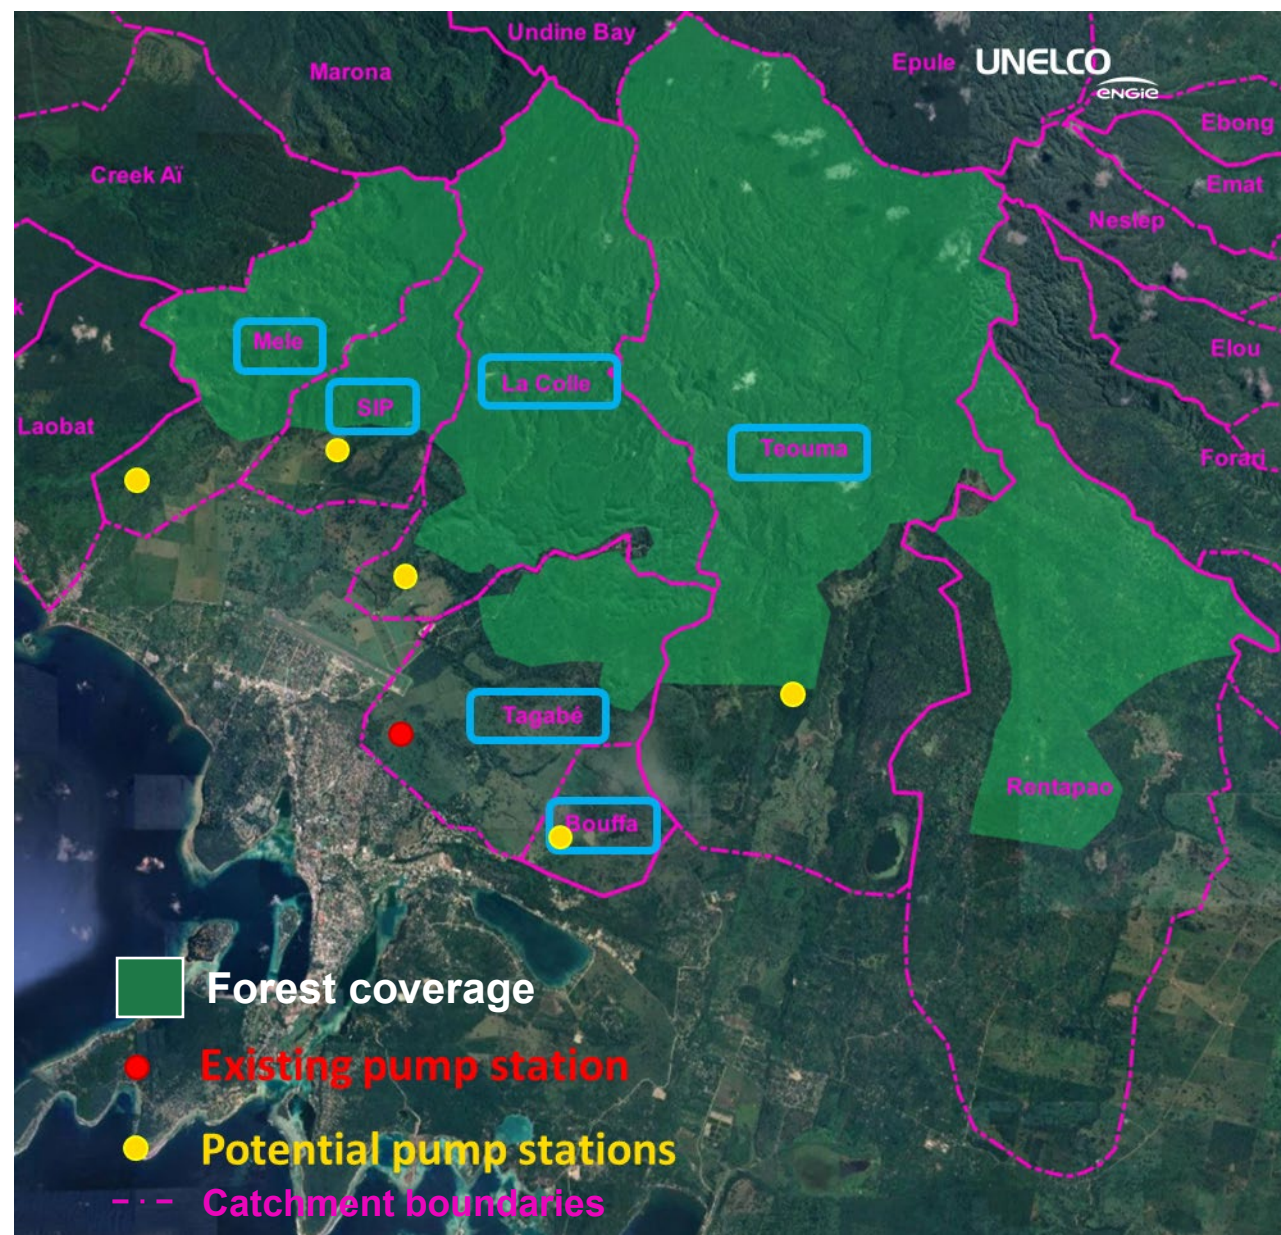 Undine Bay
Marona
Epule
UNELCO
ENGIE
Ebong
Creek Aï
Emat
Neslep
k
Mele
Elou
La Colle
SIP
Laobat
Teouma
Forari
Tagabé
Rentapao
Bouffa
Forest coverage
Existing pump station
Potential pump stations
Catchment boundaries